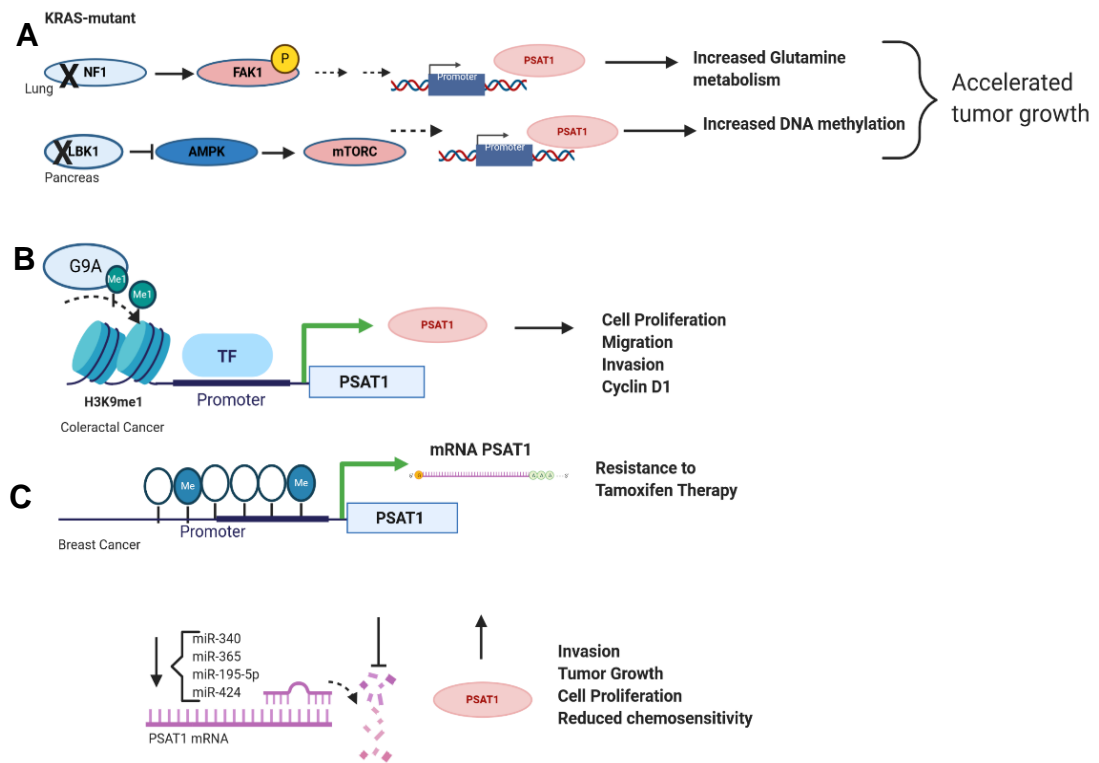 KRAS-mutant
A
NF1
FAK1
P
Promoter
PSAT1
Increased Glutamine
metabolism
Lung
LBK1
AMPK
mTORC
Promoter
PSAT1
Increased DNA methylation
Pancreas
Accelerated
tumor growth
B
G9A
Me1
Me1
TF
PSAT1
PSAT1
H3K9me1
Promoter
Coleractal Cancer
Cell Proliferation
Migration
Invasion
Cyclin D1
C
Me
Me
mRNA PSAT1
PSAT1
Promoter
Breast Cancer
Resistance to
Tamoxifen Therapy
miR-340
miR-365
miR-195-5p
miR-424
PSAT1 mRNA
PSAT1
Invasion
Tumor Growth
Cell Proliferation
Reduced chemosensitivity